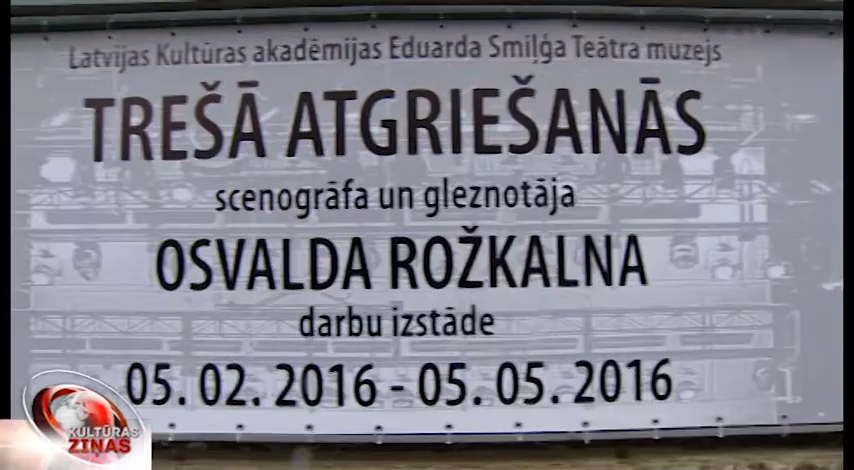 Latvijas Kultūras akadēmijas Eduarda Smiļģa Teātra muzejs
TREŠĀ ATGRIEŠANĀS
scenogrāfa un gleznotāja
OSVALDA ROŽKALNA
darbu izstāde
05. 02. 2016 - 05. 05. 2016
KULTŪRAS
ZIŅAS